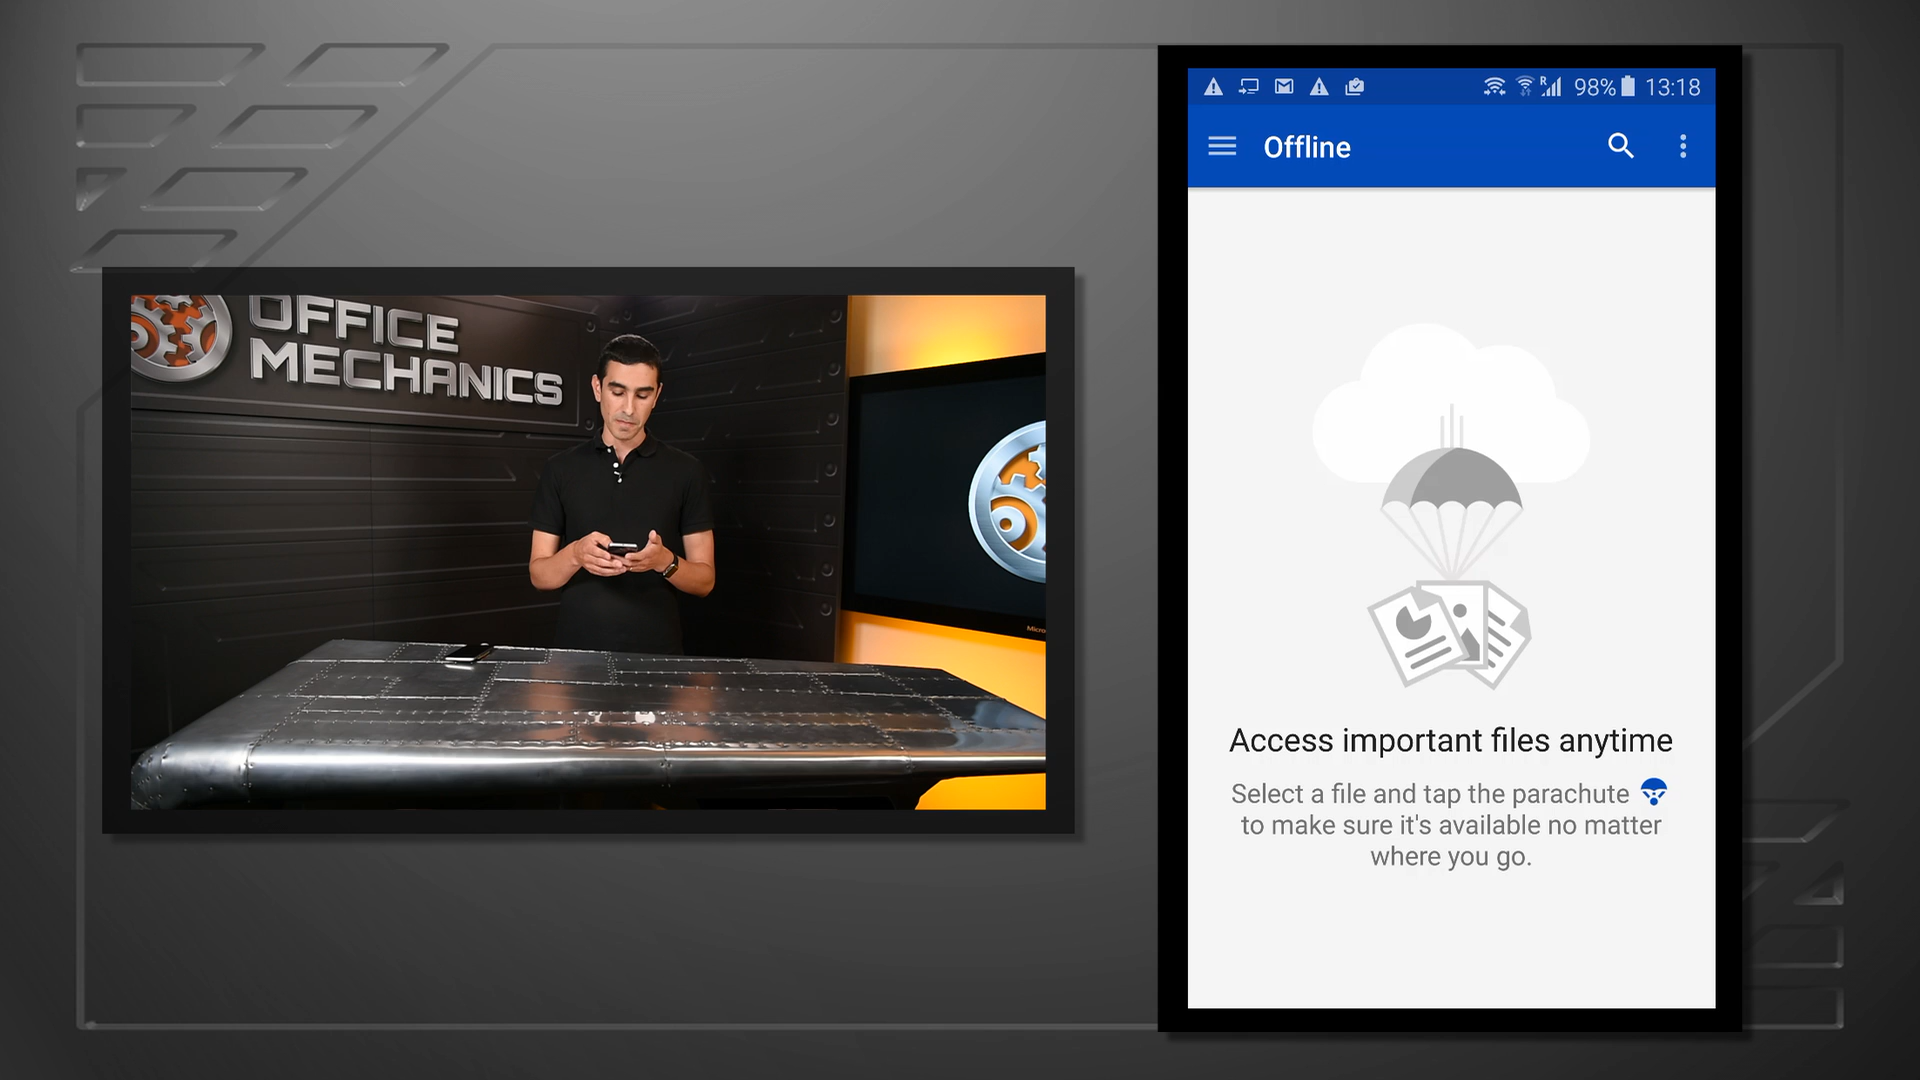 OFFICE
MECHANICS
Micro
R
98%
13:18
Offline
Access important files anytime
Select a file and tap the parachute
to make sure it's available no matter
where you go.